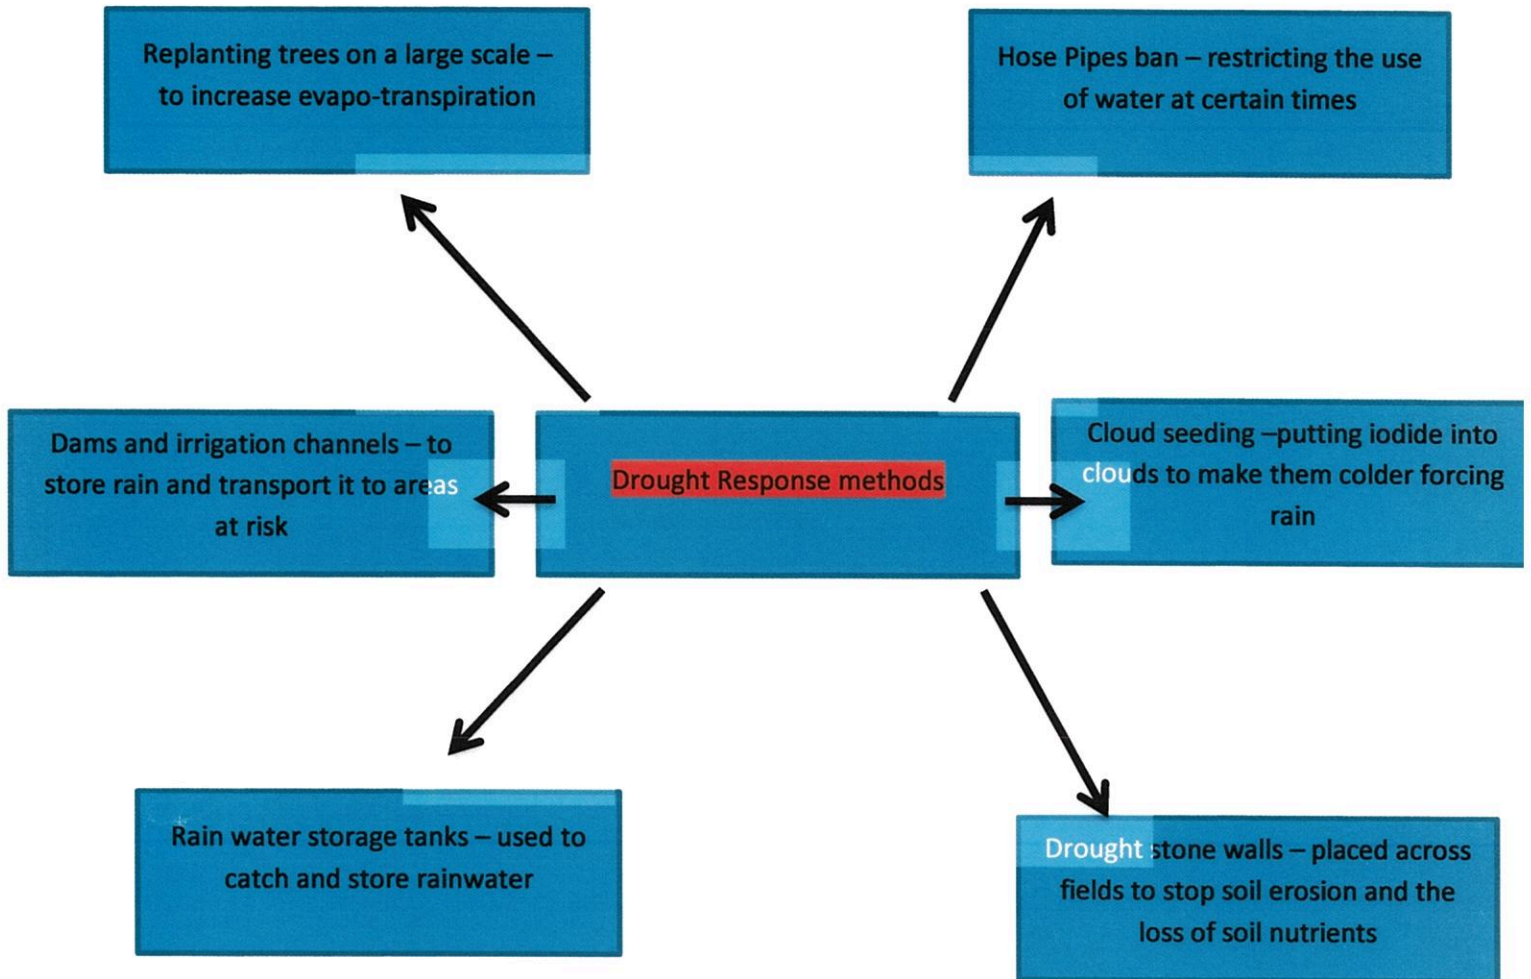 Replanting trees on a large scale –
to increase evapo-transpiration
Hose Pipes ban – restricting the use
of water at certain times
Dams and irrigation channels – to
store rain and transport it to areas
at risk
Drought Response methods
Cloud seeding –putting iodide into
clouds to make them colder forcing
rain
Rain water storage tanks – used to
catch and store rainwater
Drought stone walls – placed across
fields to stop soil erosion and the
loss of soil nutrients